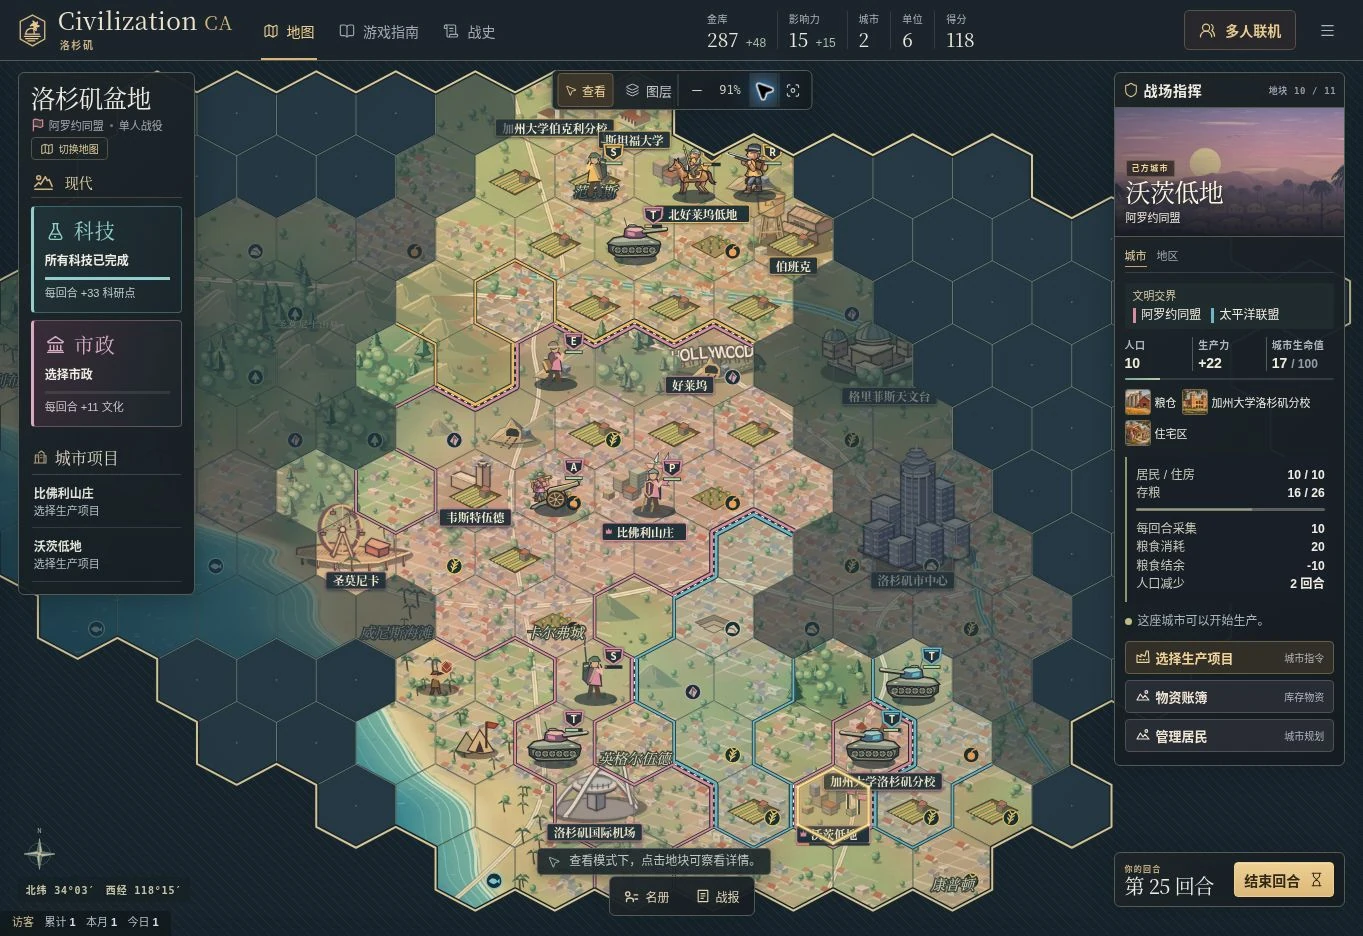 Civilization CA
洛杉矶
地图
游戏指南
战史
金库
287 +48
影响力
15 +15
城市
2
单位
6
得分
118
多人联机
洛杉矶盆地
阿罗约同盟 • 单人战役
切换地图
现代
科技
所有科技已完成
每回合 +33 科研点
市政
选择市政
每回合 +11 文化
城市项目
比佛利山庄
选择生产项目
沃茨低地
选择生产项目
查看
图层
91%
加州大学伯克利分校
斯坦福大学
S
R
T
北好莱坞低地
伯班克
E
HOLLYWOOD
好莱坞
格里菲斯天文台
A
P
韦斯特伍德
比佛利山庄
圣莫尼卡
洛杉矶市中心
威尼斯海滩
卡尔弗城
S
T
T
T
英格尔伍德
加州大学洛杉矶分校
洛杉矶国际机场
沃茨低地
康普顿
查看模式下，点击地块可察看详情。
名册
战报
N
北纬 34°03′ 西经 118°15′
访客 累计 1 本月 1 今日 1
战场指挥
地块 10 / 11
己方城市
沃茨低地
阿罗约同盟
城市
地区
文明交界
阿罗约同盟
太平洋联盟
人口
10
生产力
+22
城市生命值
17 / 100
粮仓
加州大学洛杉矶分校
住宅区
居民 / 住房 10 / 10
存粮 16 / 26
每回合采集 10
粮食消耗 20
粮食结余 -10
人口减少 2 回合
这座城市可以开始生产。
选择生产项目 城市指令
物资账簿 库存物资
管理居民 城市规划
你的回合
第 25 回合
结束回合